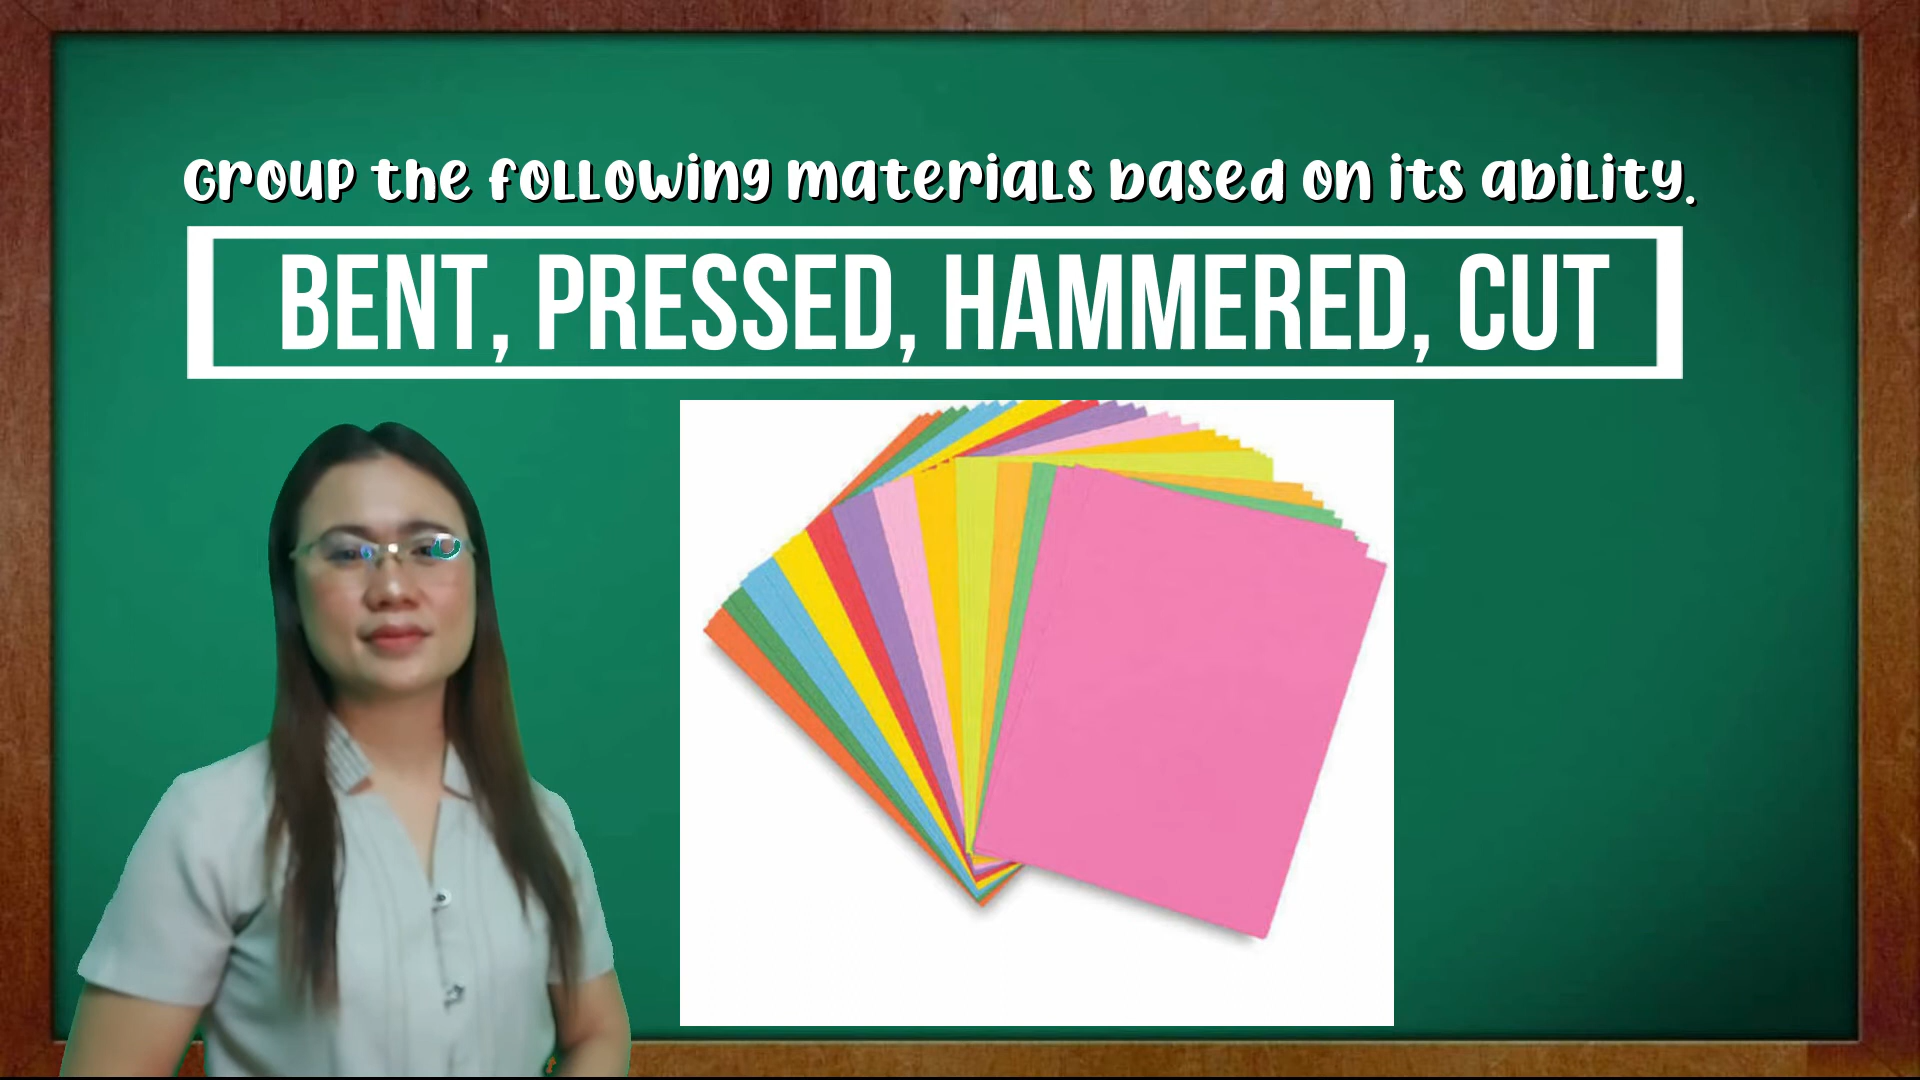 Group the following materials based on its ability.
BENT, PRESSED, HAMMERED, CUT